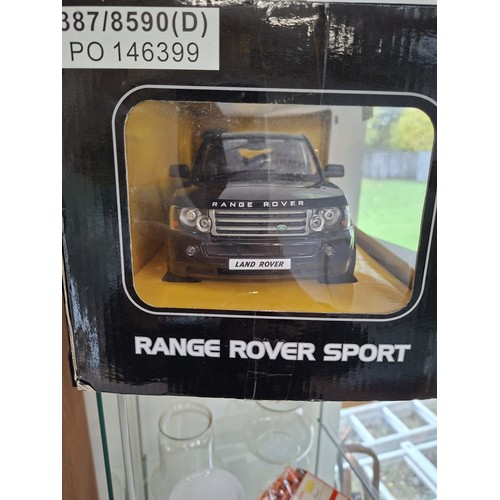 387/8590(D)
PO 146399
RANGE ROVER
LAND ROVER
RANGE ROVER SPORT